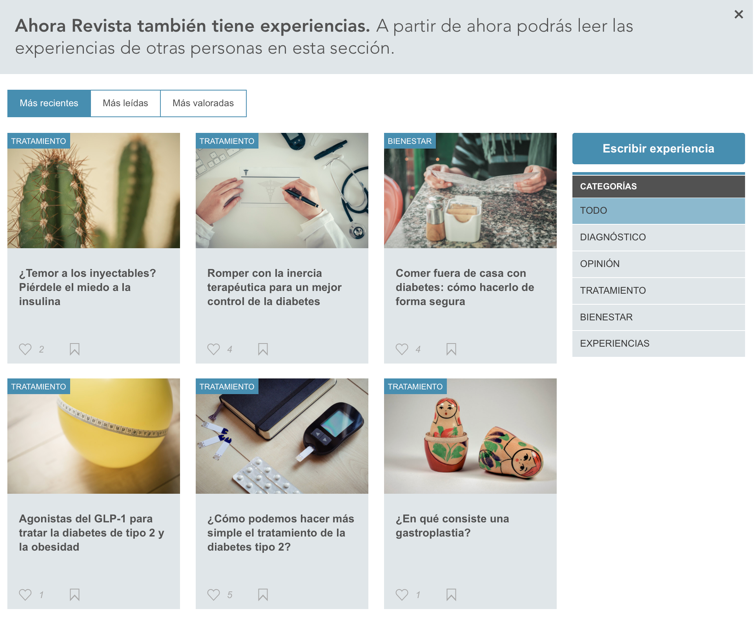 Ahora Revista también tiene experiencias. A partir de ahora podrás leer las
experiencias de otras personas en esta sección.
Más recientes
Más leídas
Más valoradas
TRATAMIENTO
¿Temor a los inyectables?
Piérdele el miedo a la
insulina
2
TRATAMIENTO
Romper con la inercia
terapéutica para un mejor
control de la diabetes
4
BIENESTAR
Comer fuera de casa con
diabetes: cómo hacerlo de
forma segura
4
Escribir experiencia
CATEGORÍAS
TODO
DIAGNÓSTICO
OPINIÓN
TRATAMIENTO
BIENESTAR
EXPERIENCIAS
TRATAMIENTO
Agonistas del GLP-1 para
tratar la diabetes de tipo 2 y
la obesidad
1
TRATAMIENTO
¿Cómo podemos hacer más
simple el tratamiento de la
diabetes tipo 2?
5
TRATAMIENTO
¿En qué consiste una
gastroplastia?
1